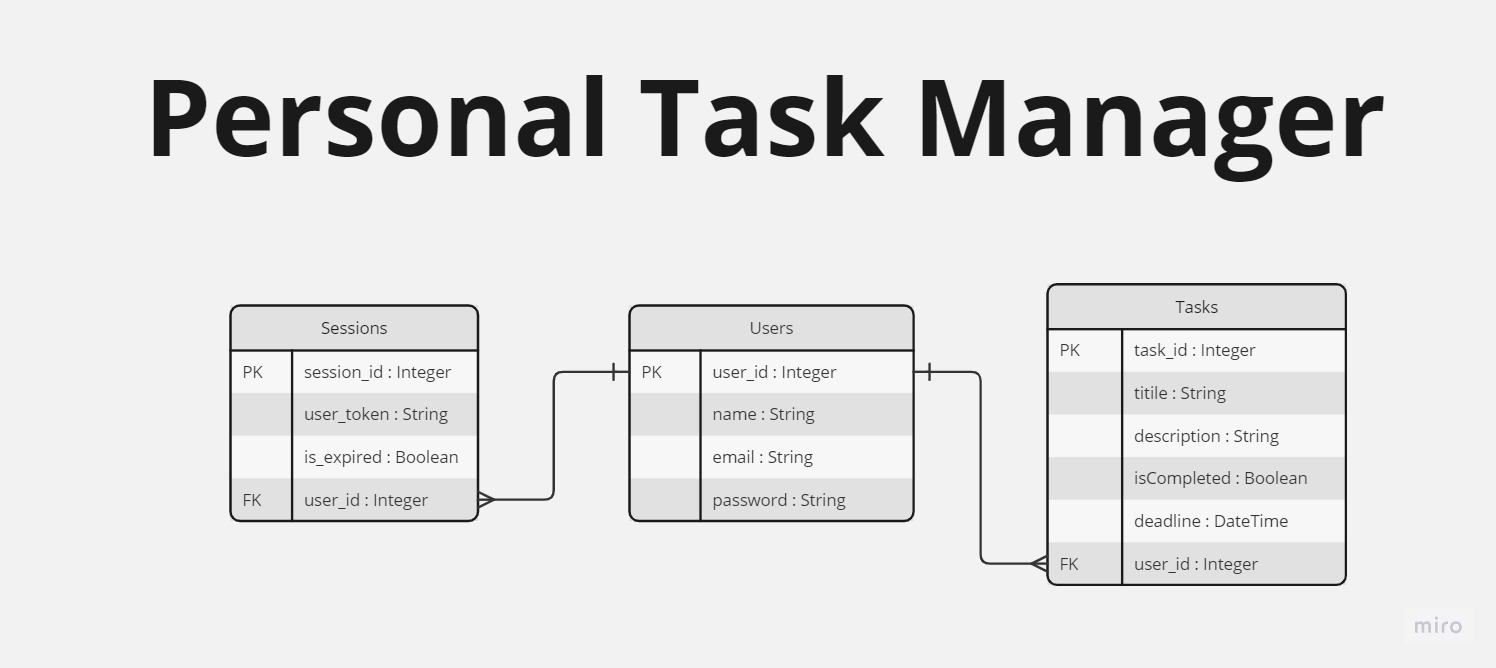 Personal Task Manager
Sessions
PK session_id : Integer
user_token : String
is_expired : Boolean
FK user_id : Integer
Users
PK user_id : Integer
name : String
email : String
password : String
Tasks
PK task_id : Integer
titile : String
description : String
isCompleted : Boolean
deadline : DateTime
FK user_id : Integer
miro